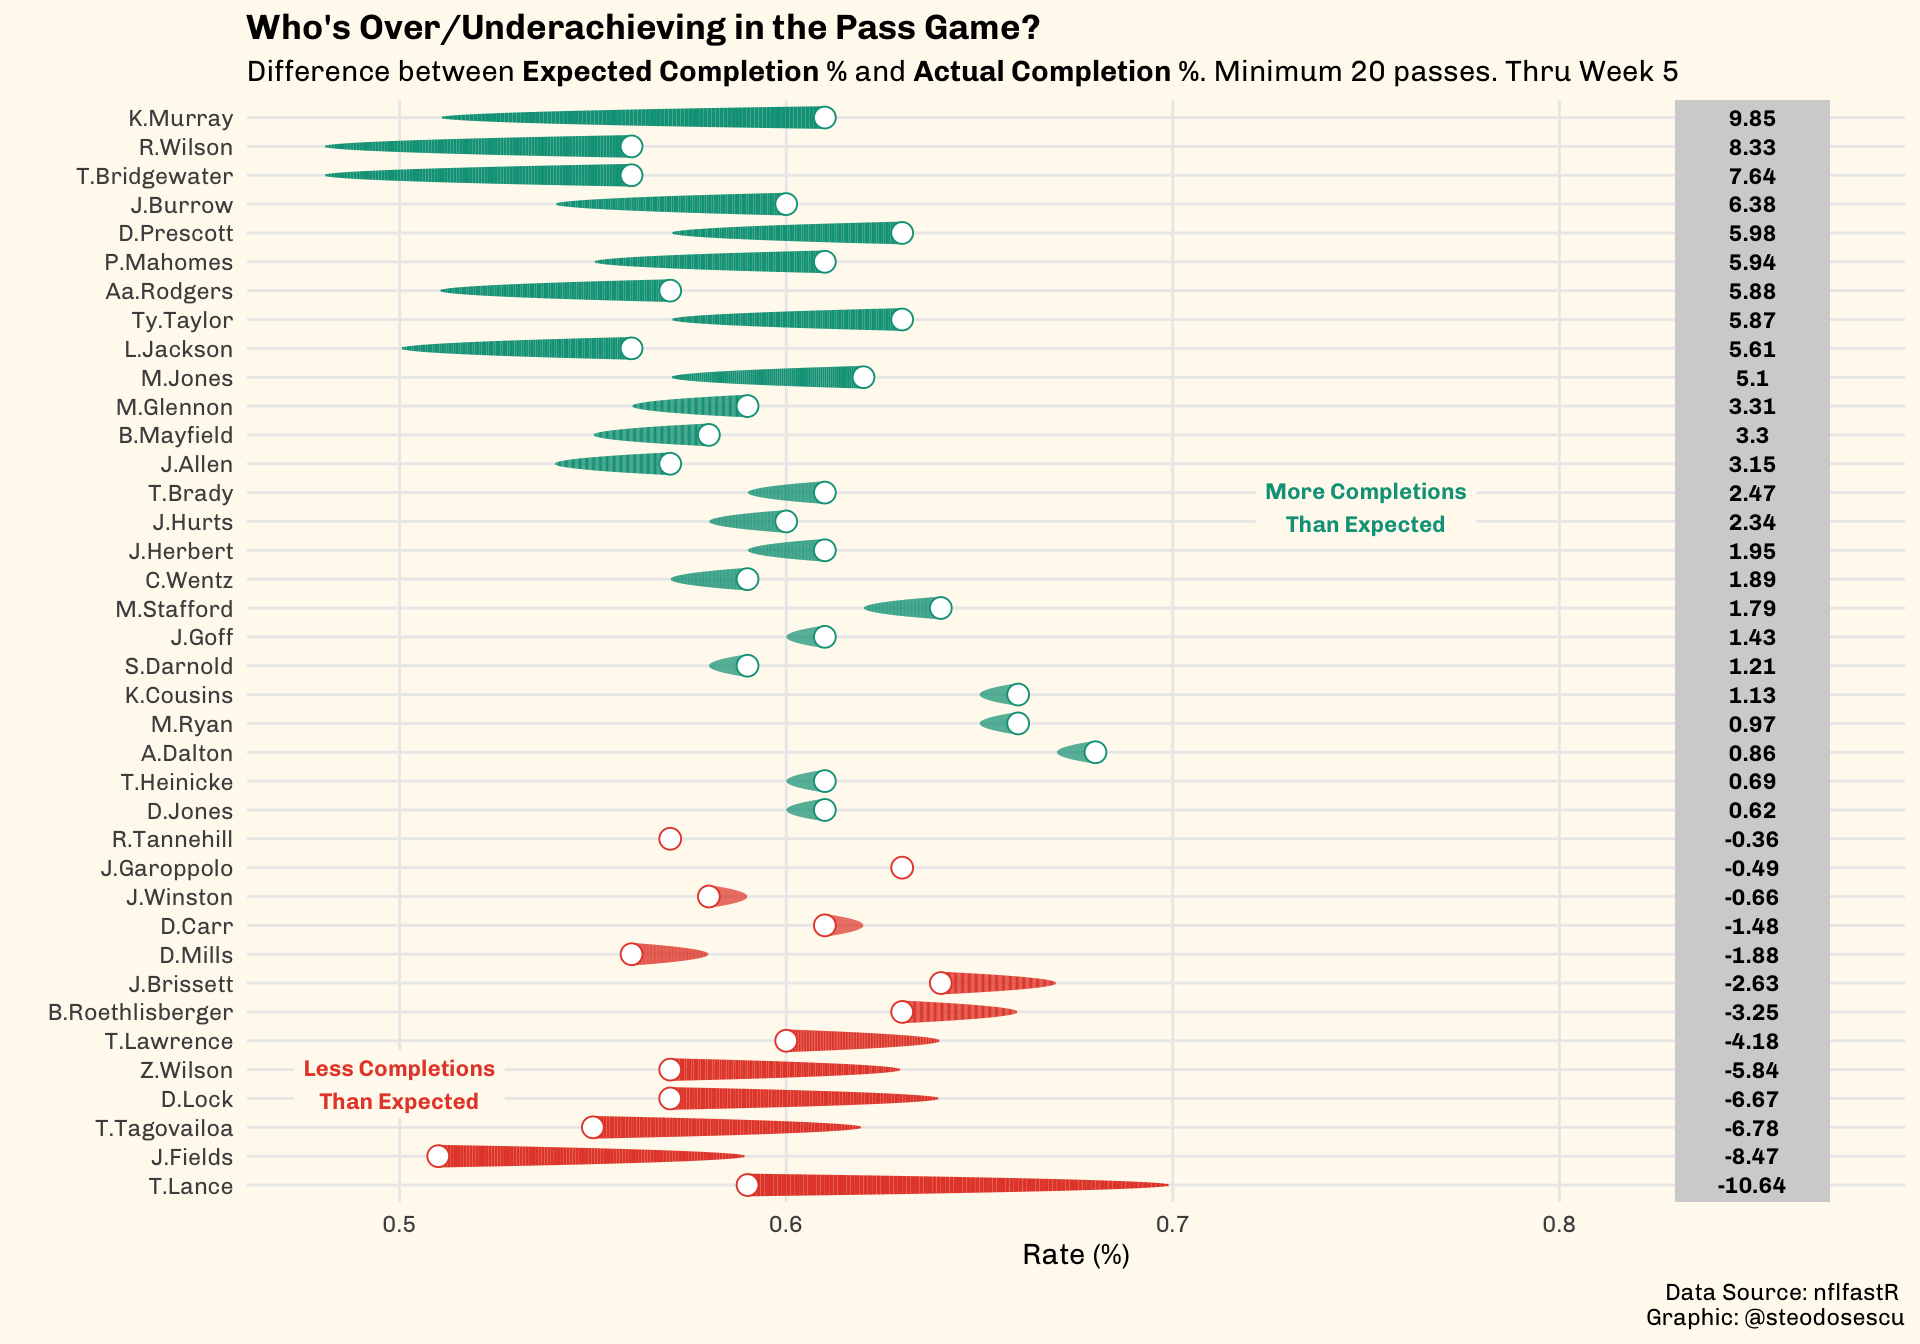 Who's Over/Underachieving in the Pass Game?
Difference between Expected Completion % and Actual Completion %. Minimum 20 passes. Thru Week 5
K.Murray 9.85
R.Wilson 8.33
T.Bridgewater 7.64
J.Burrow 6.38
D.Prescott 5.98
P.Mahomes 5.94
Aa.Rodgers 5.88
Ty.Taylor 5.87
L.Jackson 5.61
M.Jones 5.1
M.Glennon 3.31
B.Mayfield 3.3
J.Allen 3.15
T.Brady 2.47
J.Hurts 2.34
J.Herbert 1.95
C.Wentz 1.89
M.Stafford 1.79
J.Goff 1.43
S.Darnold 1.21
K.Cousins 1.13
M.Ryan 0.97
A.Dalton 0.86
T.Heinicke 0.69
D.Jones 0.62
R.Tannehill -0.36
J.Garoppolo -0.49
J.Winston -0.66
D.Carr -1.48
D.Mills -1.88
J.Brissett -2.63
B.Roethlisberger -3.25
T.Lawrence -4.18
Z.Wilson -5.84
D.Lock -6.67
T.Tagovailoa -6.78
J.Fields -8.47
T.Lance -10.64
More Completions
Than Expected
Less Completions
Than Expected
0.5 0.6 0.7 0.8
Rate (%)
Data Source: nflfastR
Graphic: @steodosescu